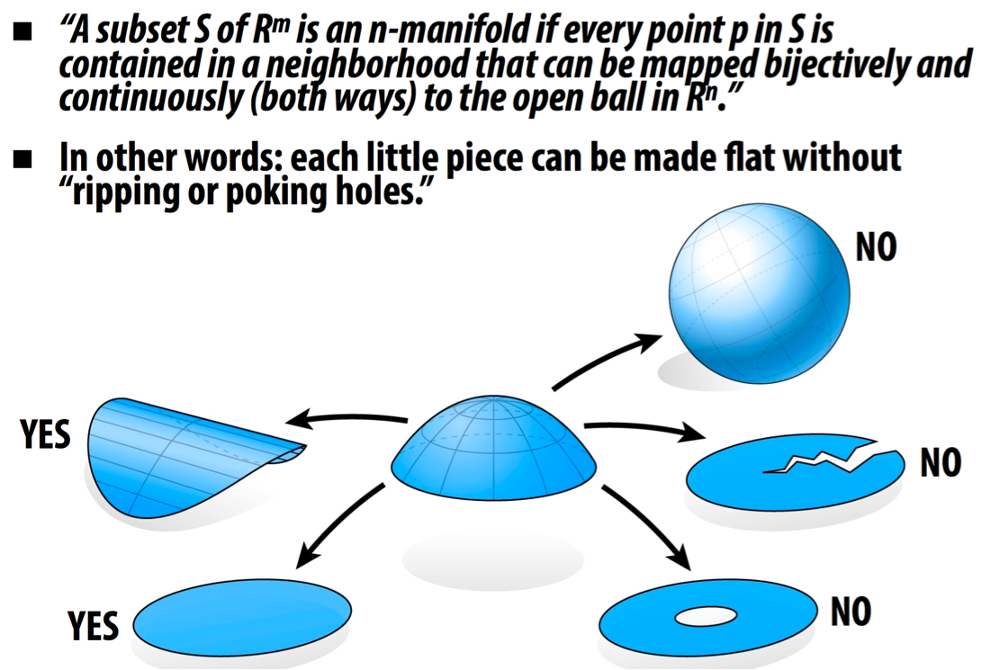 ■ “A subset S of Rᵐ is an n-manifold if every point p in S is
contained in a neighborhood that can be mapped bijectively and
continuously (both ways) to the open ball in Rⁿ.”
■ In other words: each little piece can be made flat without
“ripping or poking holes.”
NO
YES
NO
YES
NO